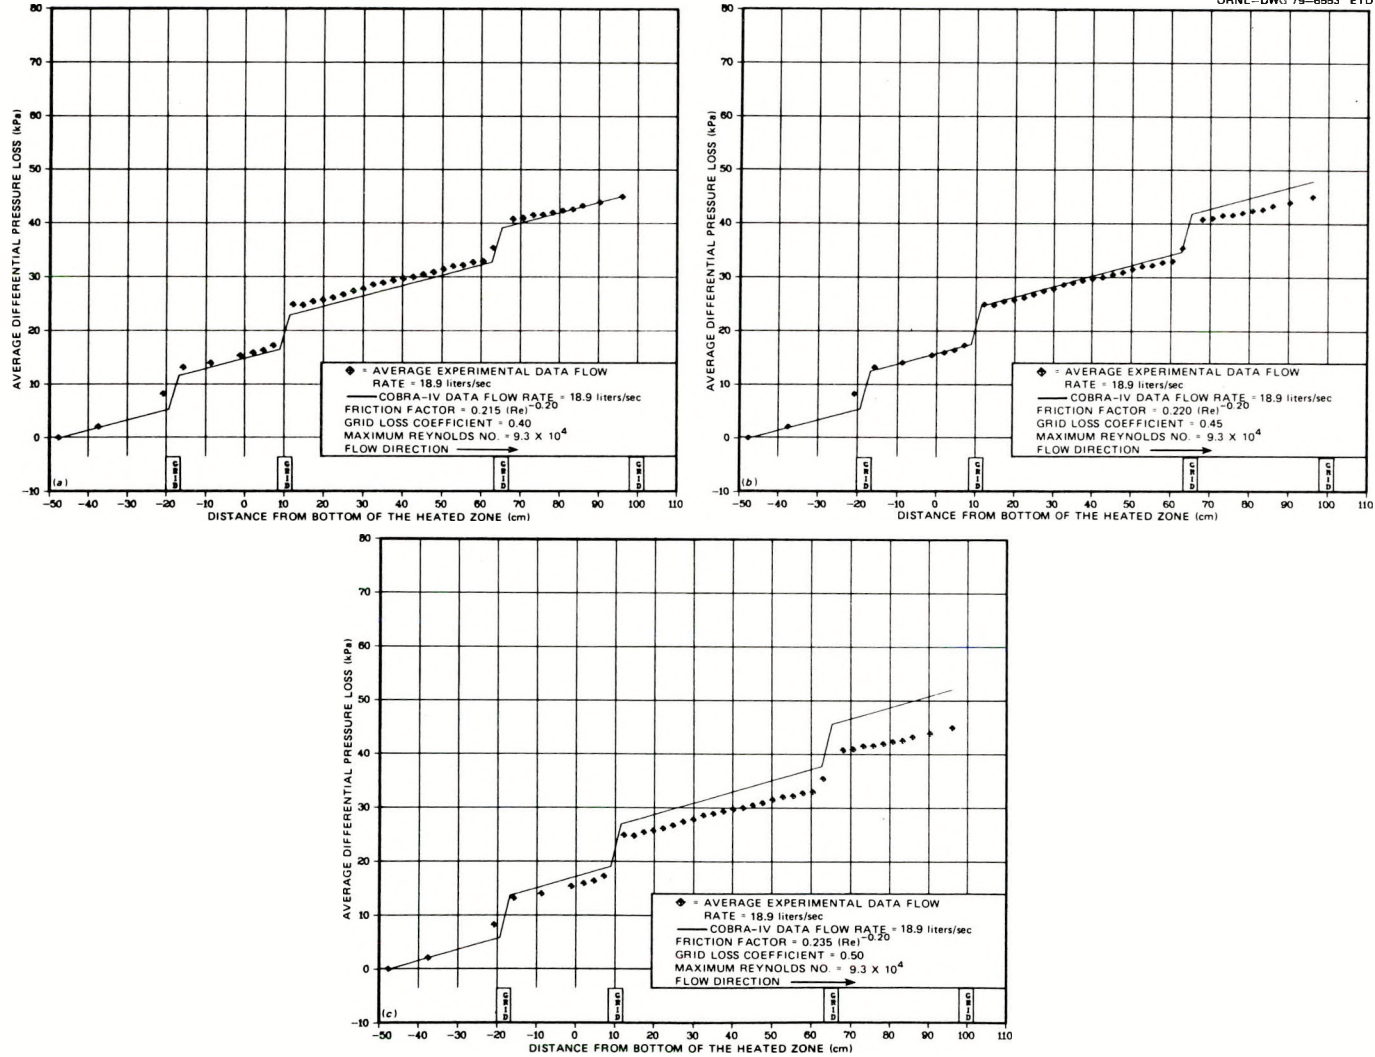 ORNL-DWG 79-6553 ETD
AVERAGE DIFFERENTIAL PRESSURE LOSS (kPa)
80
70
60
50
40
30
20
10
0
-10
= AVERAGE EXPERIMENTAL DATA FLOW
RATE = 18.9 liters/sec
COBRA-IV DATA FLOW RATE = 18.9 liters/sec
FRICTION FACTOR = 0.215 (Re)^-0.20
GRID LOSS COEFFICIENT = 0.40
MAXIMUM REYNOLDS NO. = 9.3 X 10^4
FLOW DIRECTION
(a)
GRID
GRID
GRID
GRID
-50 -40 -30 -20 -10 0 10 20 30 40 50 60 70 80 90 100 110
DISTANCE FROM BOTTOM OF THE HEATED ZONE (cm)
AVERAGE DIFFERENTIAL PRESSURE LOSS (kPa)
80
70
60
50
40
30
20
10
0
-10
= AVERAGE EXPERIMENTAL DATA FLOW
RATE = 18.9 liters/sec
COBRA-IV DATA FLOW RATE = 18.9 liters/sec
FRICTION FACTOR = 0.220 (Re)^-0.20
GRID LOSS COEFFICIENT = 0.45
MAXIMUM REYNOLDS NO. = 9.3 X 10^4
FLOW DIRECTION
(b)
GRID
GRID
GRID
GRID
-50 -40 -30 -20 -10 0 10 20 30 40 50 60 70 80 90 100 110
DISTANCE FROM BOTTOM OF THE HEATED ZONE (cm)
AVERAGE DIFFERENTIAL PRESSURE LOSS (kPa)
80
70
60
50
40
30
20
10
0
-10
= AVERAGE EXPERIMENTAL DATA FLOW
RATE = 18.9 liters/sec
COBRA-IV DATA FLOW RATE = 18.9 liters/sec
FRICTION FACTOR = 0.235 (Re)^-0.20
GRID LOSS COEFFICIENT = 0.50
MAXIMUM REYNOLDS NO. = 9.3 X 10^4
FLOW DIRECTION
(c)
GRID
GRID
GRID
GRID
-50 -40 -30 -20 -10 0 10 20 30 40 50 60 70 80 90 100 110
DISTANCE FROM BOTTOM OF THE HEATED ZONE (cm)